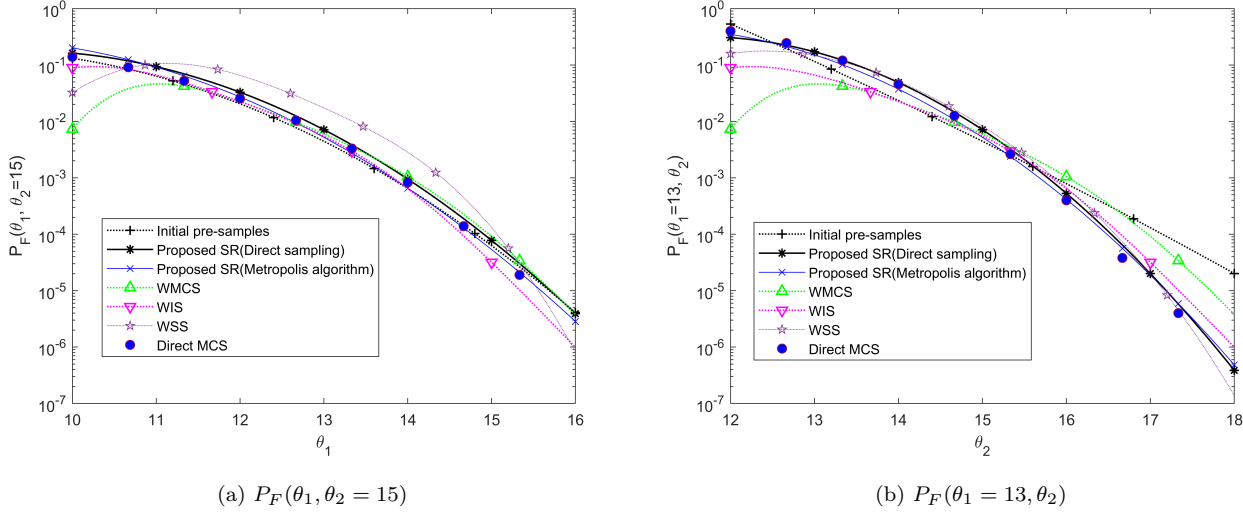 10^0
10^-1
10^-2
10^-3
10^-4
10^-5
10^-6
10^-7
P_F(θ_1, θ_2=15)
Initial pre-samples
Proposed SR(Direct sampling)
Proposed SR(Metropolis algorithm)
WMCS
WIS
WSS
Direct MCS
10 11 12 13 14 15 16
θ_1
(a) P_F(θ_1, θ_2 = 15)
10^0
10^-1
10^-2
10^-3
10^-4
10^-5
10^-6
10^-7
P_F(θ_1=13, θ_2)
Initial pre-samples
Proposed SR(Direct sampling)
Proposed SR(Metropolis algorithm)
WMCS
WIS
WSS
Direct MCS
12 13 14 15 16 17 18
θ_2
(b) P_F(θ_1 = 13, θ_2)